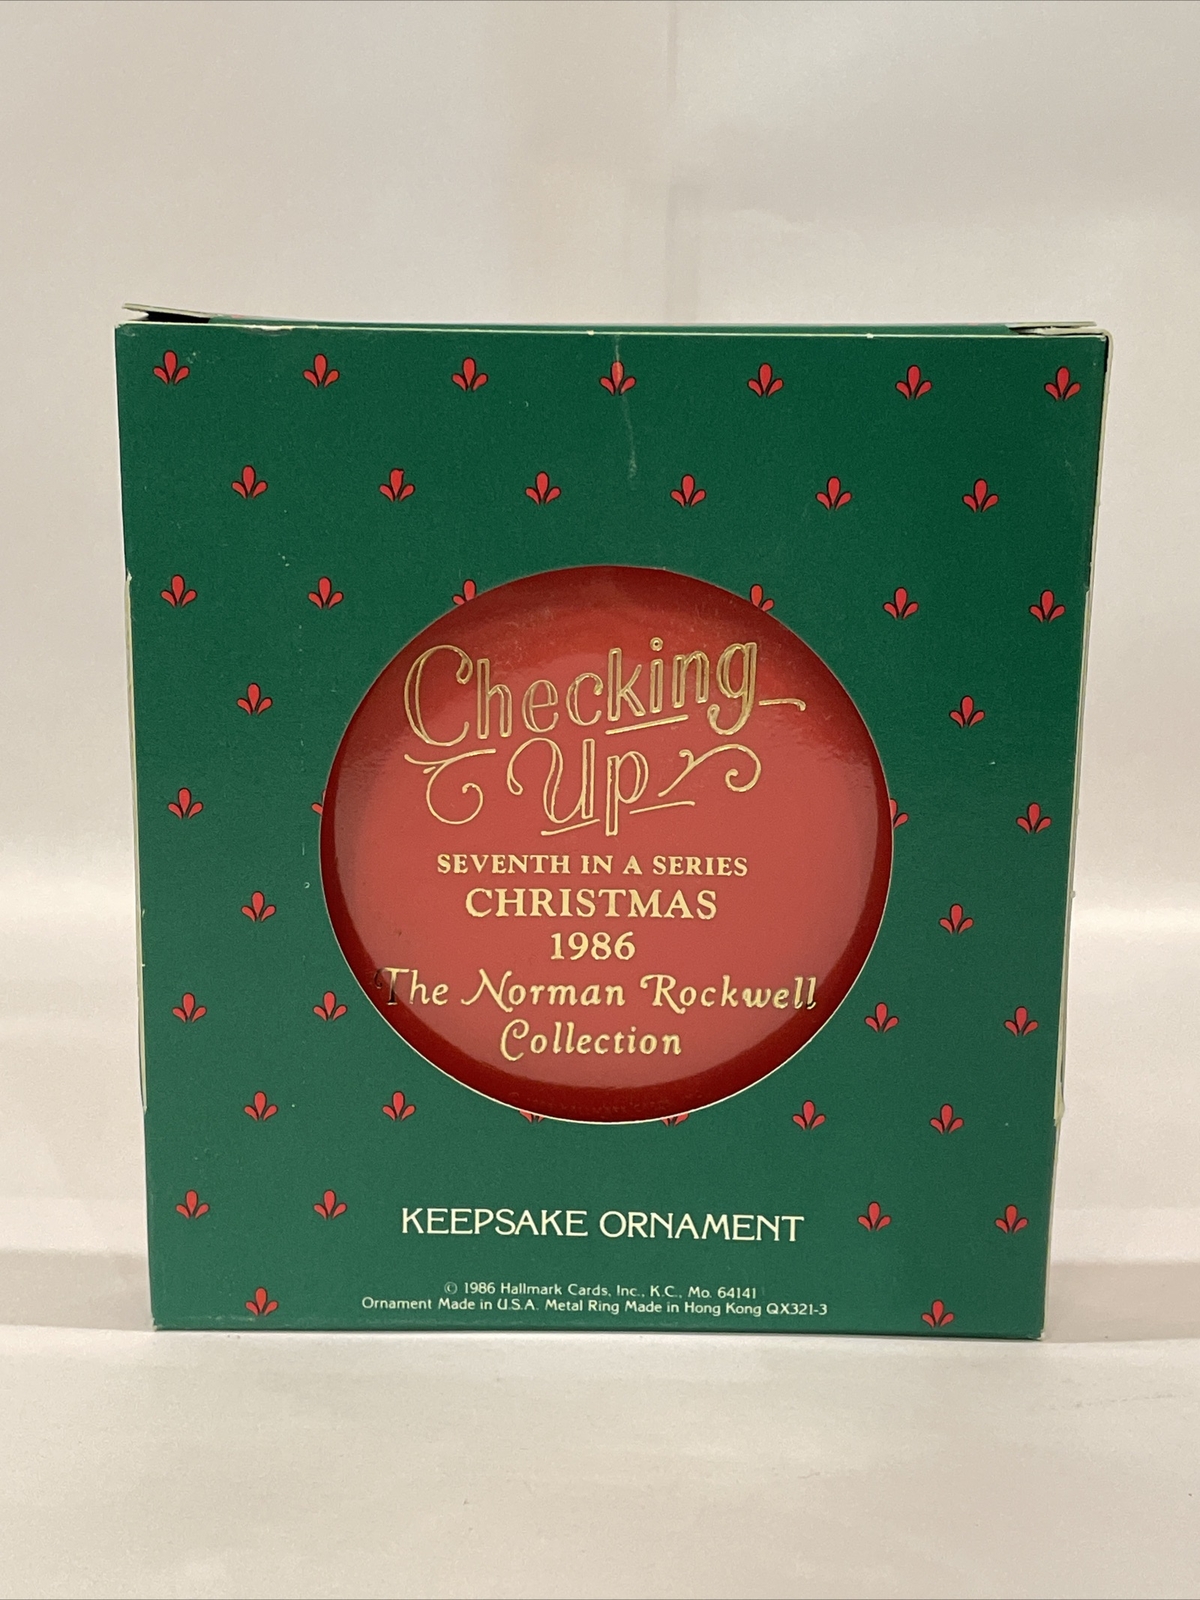 Checking
Up
SEVENTH IN A SERIES
CHRISTMAS
1986
The Norman Rockwell
Collection
KEEPSAKE ORNAMENT
© 1986 Hallmark Cards, Inc., K.C., Mo. 64141
Ornament Made in U.S.A. Metal Ring Made in Hong Kong QX321-3